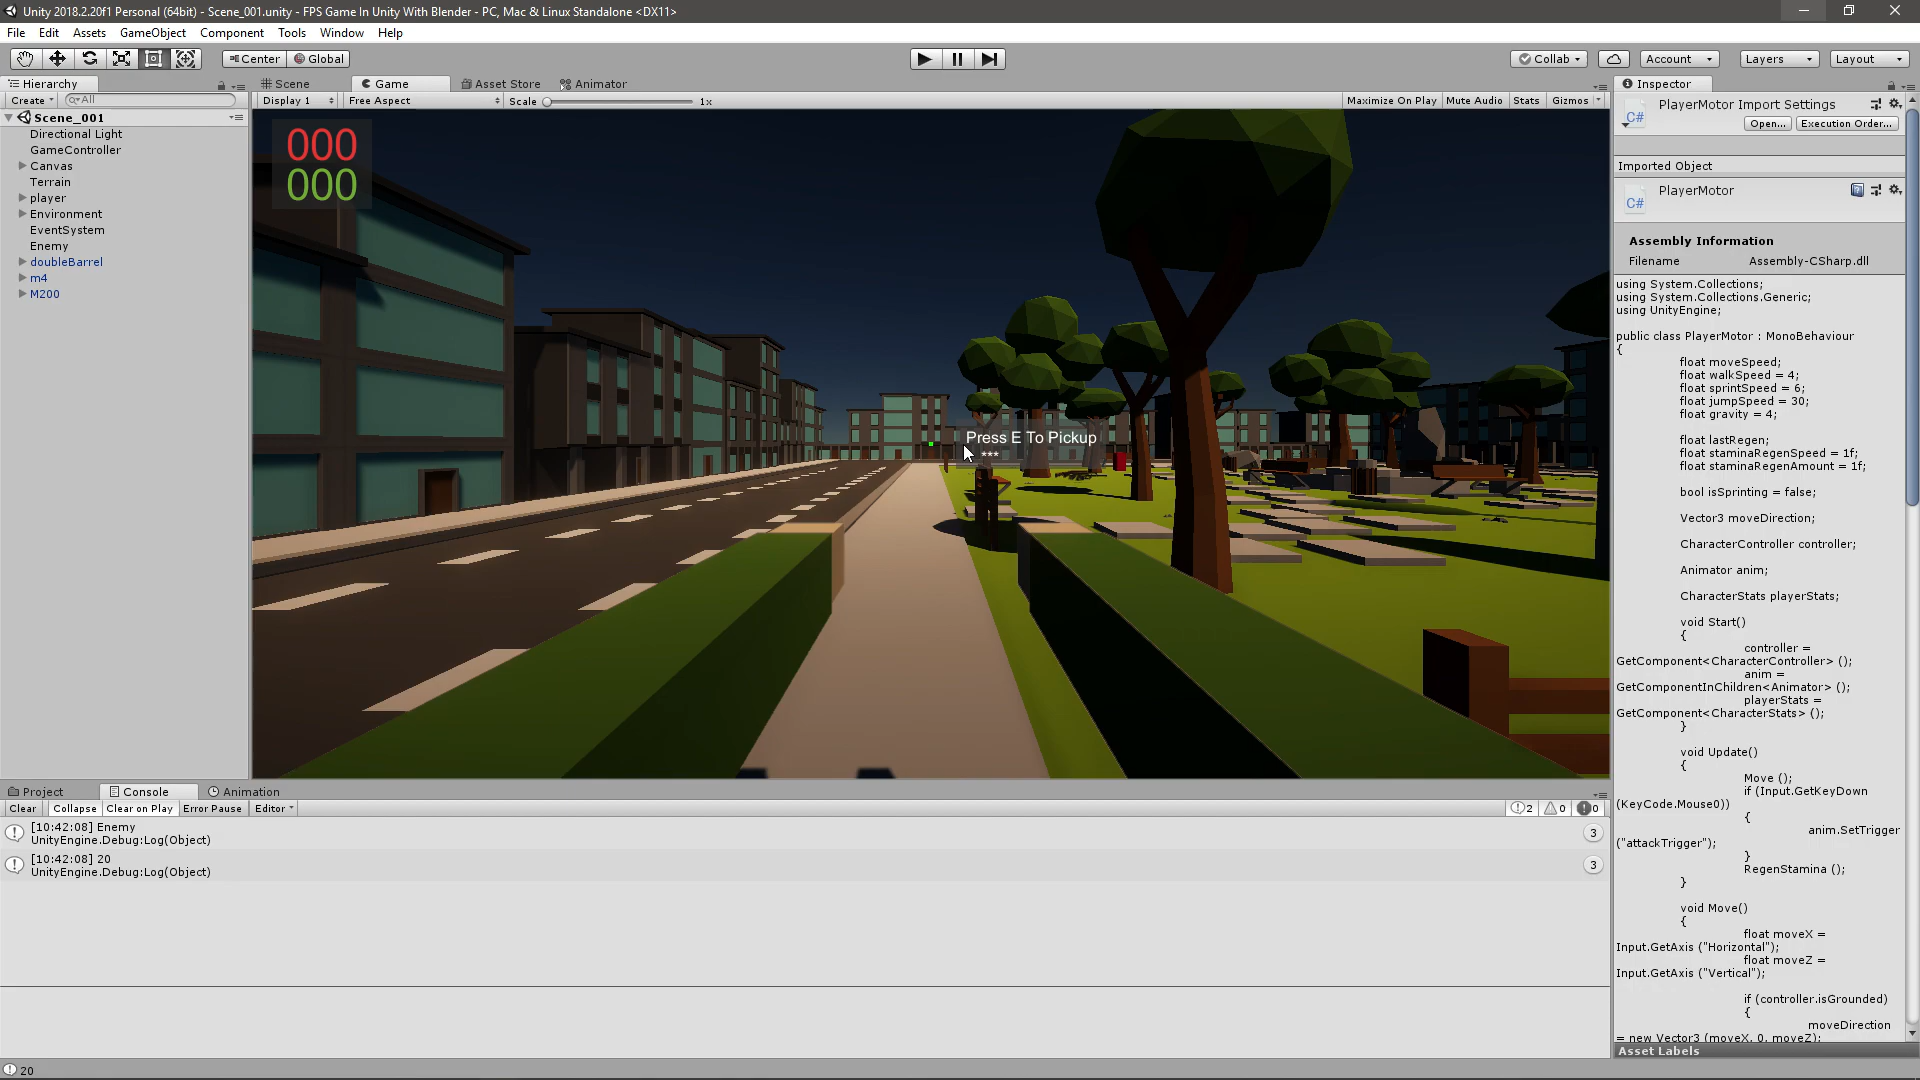 Unity 2018.2.20f1 Personal (64bit) - Scene_001.unity - FPS Game In Unity With Blender - PC, Mac & Linux Standalone <DX11>
File Edit Assets GameObject Component Tools Window Help
Center Global Collab Account Layers Layout
Hierarchy
Create All
Scene_001
Directional Light
GameController
Canvas
Terrain
player
Environment
EventSystem
Enemy
doubleBarrel
m4
M200
Scene Game Asset Store Animator
Display 1 Free Aspect Scale 1x Maximize On Play Mute Audio Stats Gizmos
000
000
Press E To Pickup
***
Project Console Animation
Clear Collapse Clear on Play Error Pause Editor 2 0 0
[10:42:08] Enemy
UnityEngine.Debug:Log(Object)
3
[10:42:08] 20
UnityEngine.Debug:Log(Object)
3
20
Inspector
C#
PlayerMotor Import Settings
Open... Execution Order...
Imported Object
C#
PlayerMotor
Assembly Information
Filename Assembly-CSharp.dll
using System.Collections;
using System.Collections.Generic;
using UnityEngine;
public class PlayerMotor : MonoBehaviour
{
float moveSpeed;
float walkSpeed = 4;
float sprintSpeed = 6;
float jumpSpeed = 30;
float gravity = 4;
float lastRegen;
float staminaRegenSpeed = 1f;
float staminaRegenAmount = 1f;
bool isSprinting = false;
Vector3 moveDirection;
CharacterController controller;
Animator anim;
CharacterStats playerStats;
void Start()
{
controller =
GetComponent<CharacterController> ();
anim =
GetComponentInChildren<Animator> ();
playerStats =
GetComponent<CharacterStats> ();
}
void Update()
{
Move ();
if (Input.GetKeyDown
(KeyCode.Mouse0))
{
anim.SetTrigger
("attackTrigger");
}
RegenStamina ();
}
void Move()
{
float moveX =
Input.GetAxis ("Horizontal");
float moveZ =
Input.GetAxis ("Vertical");
if (controller.isGrounded)
{
moveDirection
= new Vector3 (moveX, 0, moveZ);
Asset Labels